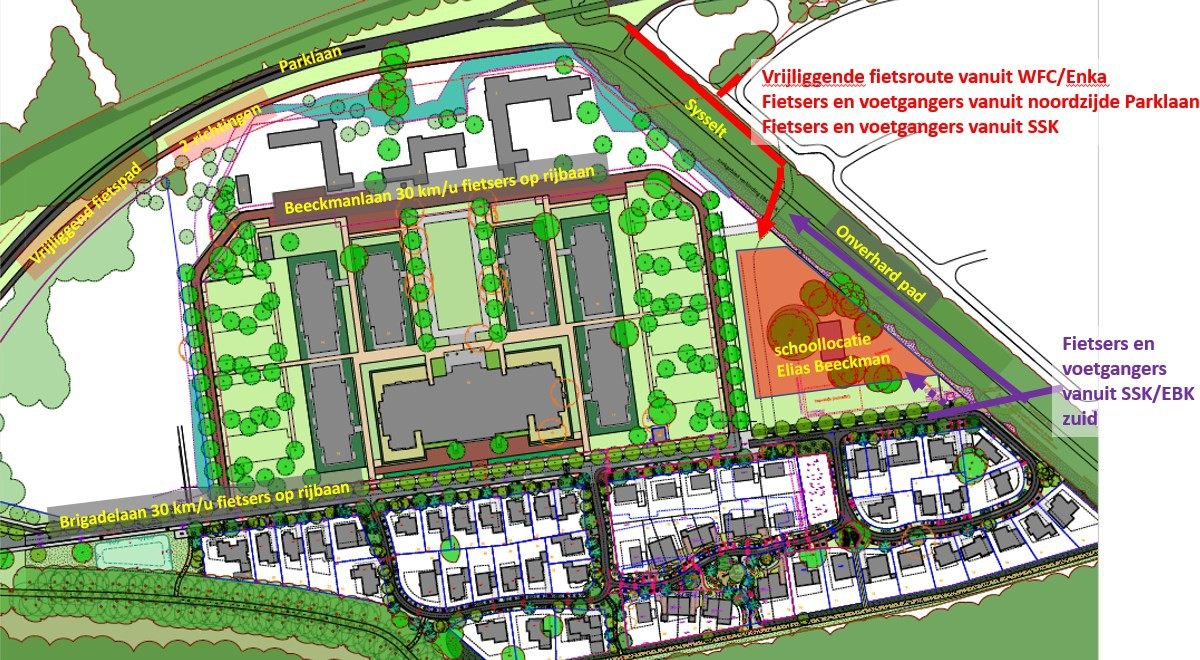 Parklaan
Vrijliggende fietsroute vanuit WFC/Enka
Fietsers en voetgangers vanuit noordzijde Parklaan
Fietsers en voetgangers vanuit SSK
Sysselt
2 richtingen
Vrijliggend fietspad
Beeckmanlaan 30 km/u fietsers op rijbaan
Onverhard pad
schoollocatie
Elias Beeckman
Fietsers en
voetgangers
vanuit SSK/EBK
zuid
Brigadelaan 30 km/u fietsers op rijbaan